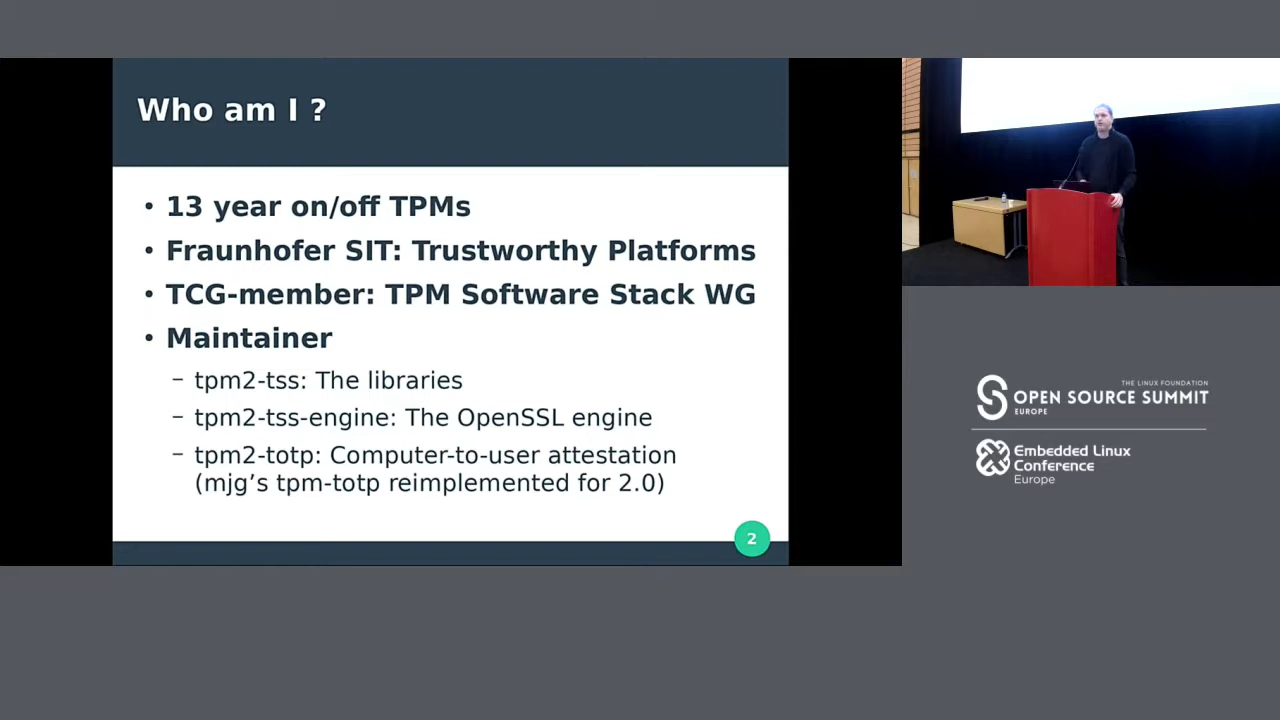 Who am I ?
• 13 year on/off TPMs
• Fraunhofer SIT: Trustworthy Platforms
• TCG-member: TPM Software Stack WG
• Maintainer
– tpm2-tss: The libraries
– tpm2-tss-engine: The OpenSSL engine
– tpm2-totp: Computer-to-user attestation
(mjg’s tpm-totp reimplemented for 2.0)
2
THE LINUX FOUNDATION
OPEN SOURCE SUMMIT
EUROPE
Embedded Linux
Conference
Europe